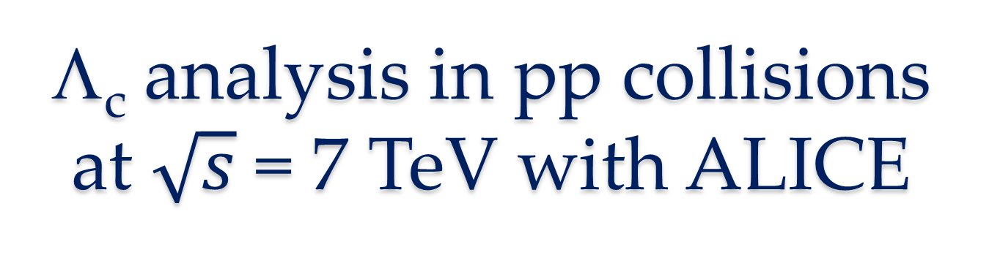 Λc analysis in pp collisions
at √s = 7 TeV with ALICE